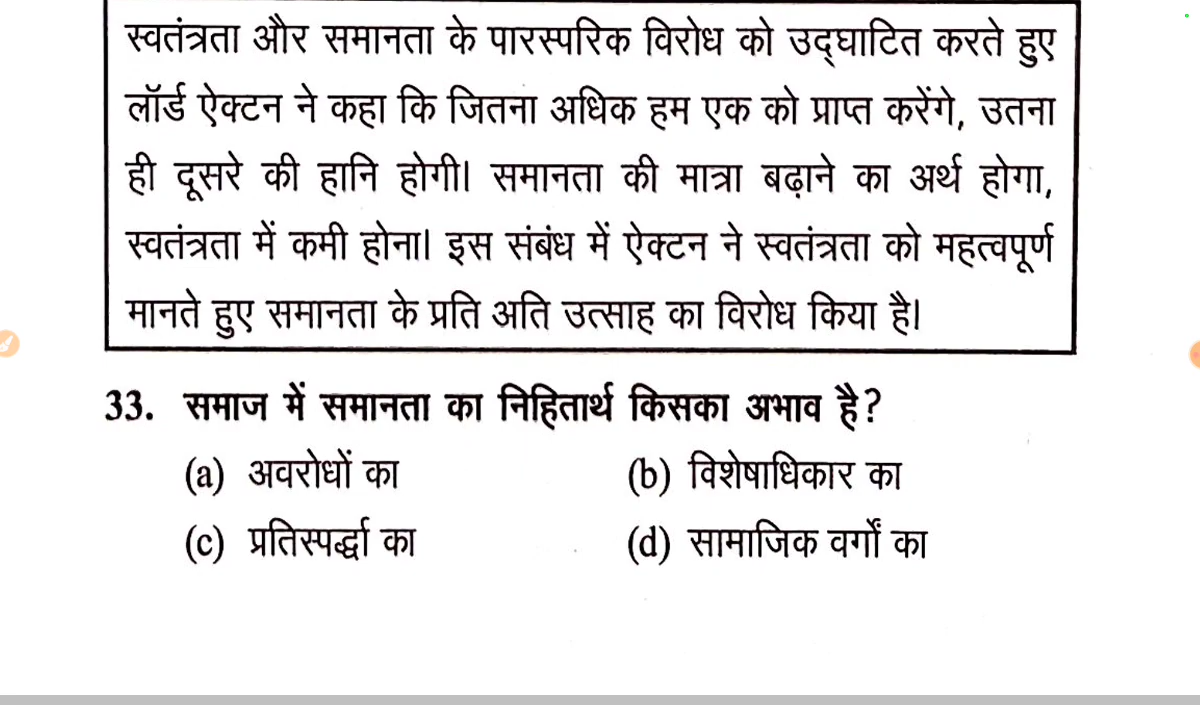 स्वतंत्रता और समानता के पारस्परिक विरोध को उद्घाटित करते हुए
लॉर्ड ऐक्टन ने कहा कि जितना अधिक हम एक को प्राप्त करेंगे, उतना
ही दूसरे की हानि होगी। समानता की मात्रा बढ़ाने का अर्थ होगा,
स्वतंत्रता में कमी होना। इस संबंध में ऐक्टन ने स्वतंत्रता को महत्वपूर्ण
मानते हुए समानता के प्रति अति उत्साह का विरोध किया है।
33. समाज में समानता का निहितार्थ किसका अभाव है?
(a) अवरोधों का (b) विशेषाधिकार का
(c) प्रतिस्पर्द्धा का (d) सामाजिक वर्गों का